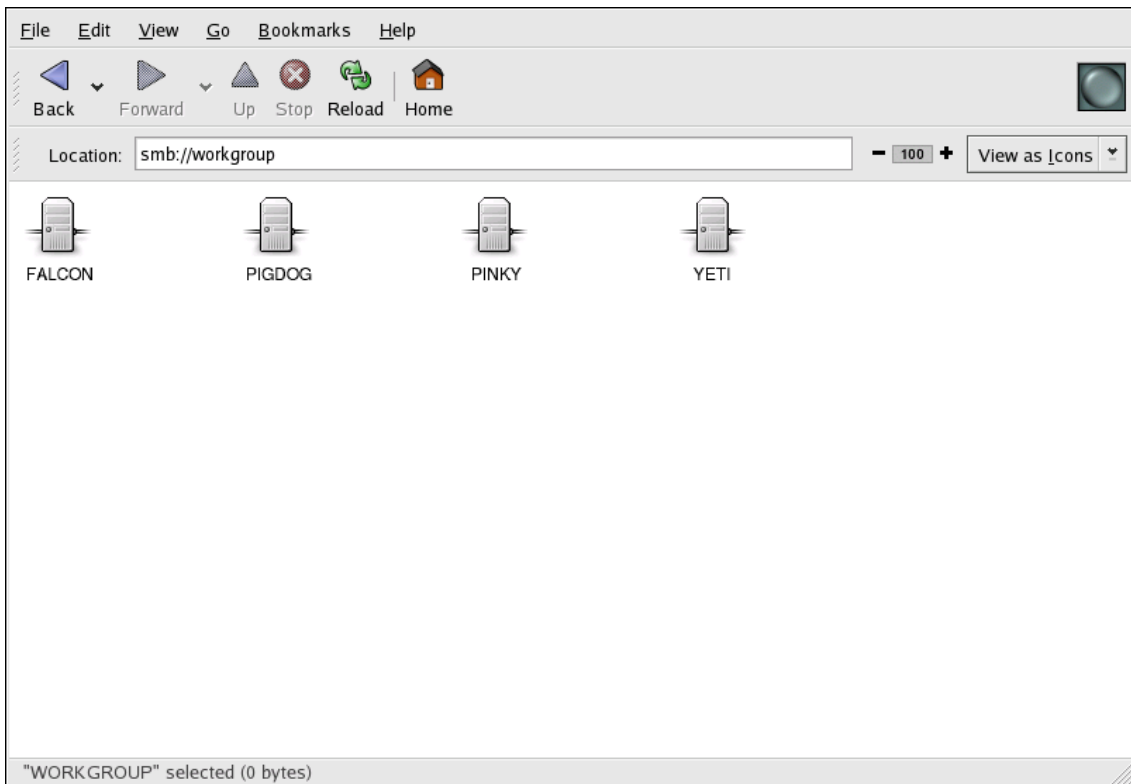 File Edit View Go Bookmarks Help
Back Forward Up Stop Reload Home
Location: smb://workgroup 100 View as Icons
FALCON PIGDOG PINKY YETI
"WORKGROUP" selected (0 bytes)